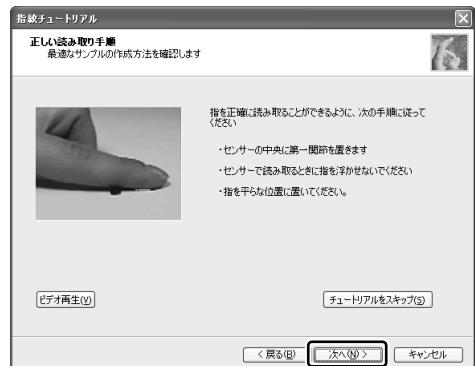 指紋チュートリアル
正しい読み取り手順
最適なサンプルの作成方法を確認します
指を正確に読み取ることができるように、次の手順に従って
ください
・センサーの中央に第一関節を置きます
・センサーで読み取るときに指を浮かせないでください
・指を平らな位置に置いてください。
ビデオ再生(V)
チュートリアルをスキップ(S)
< 戻る(B)
次へ(N) >
キャンセル